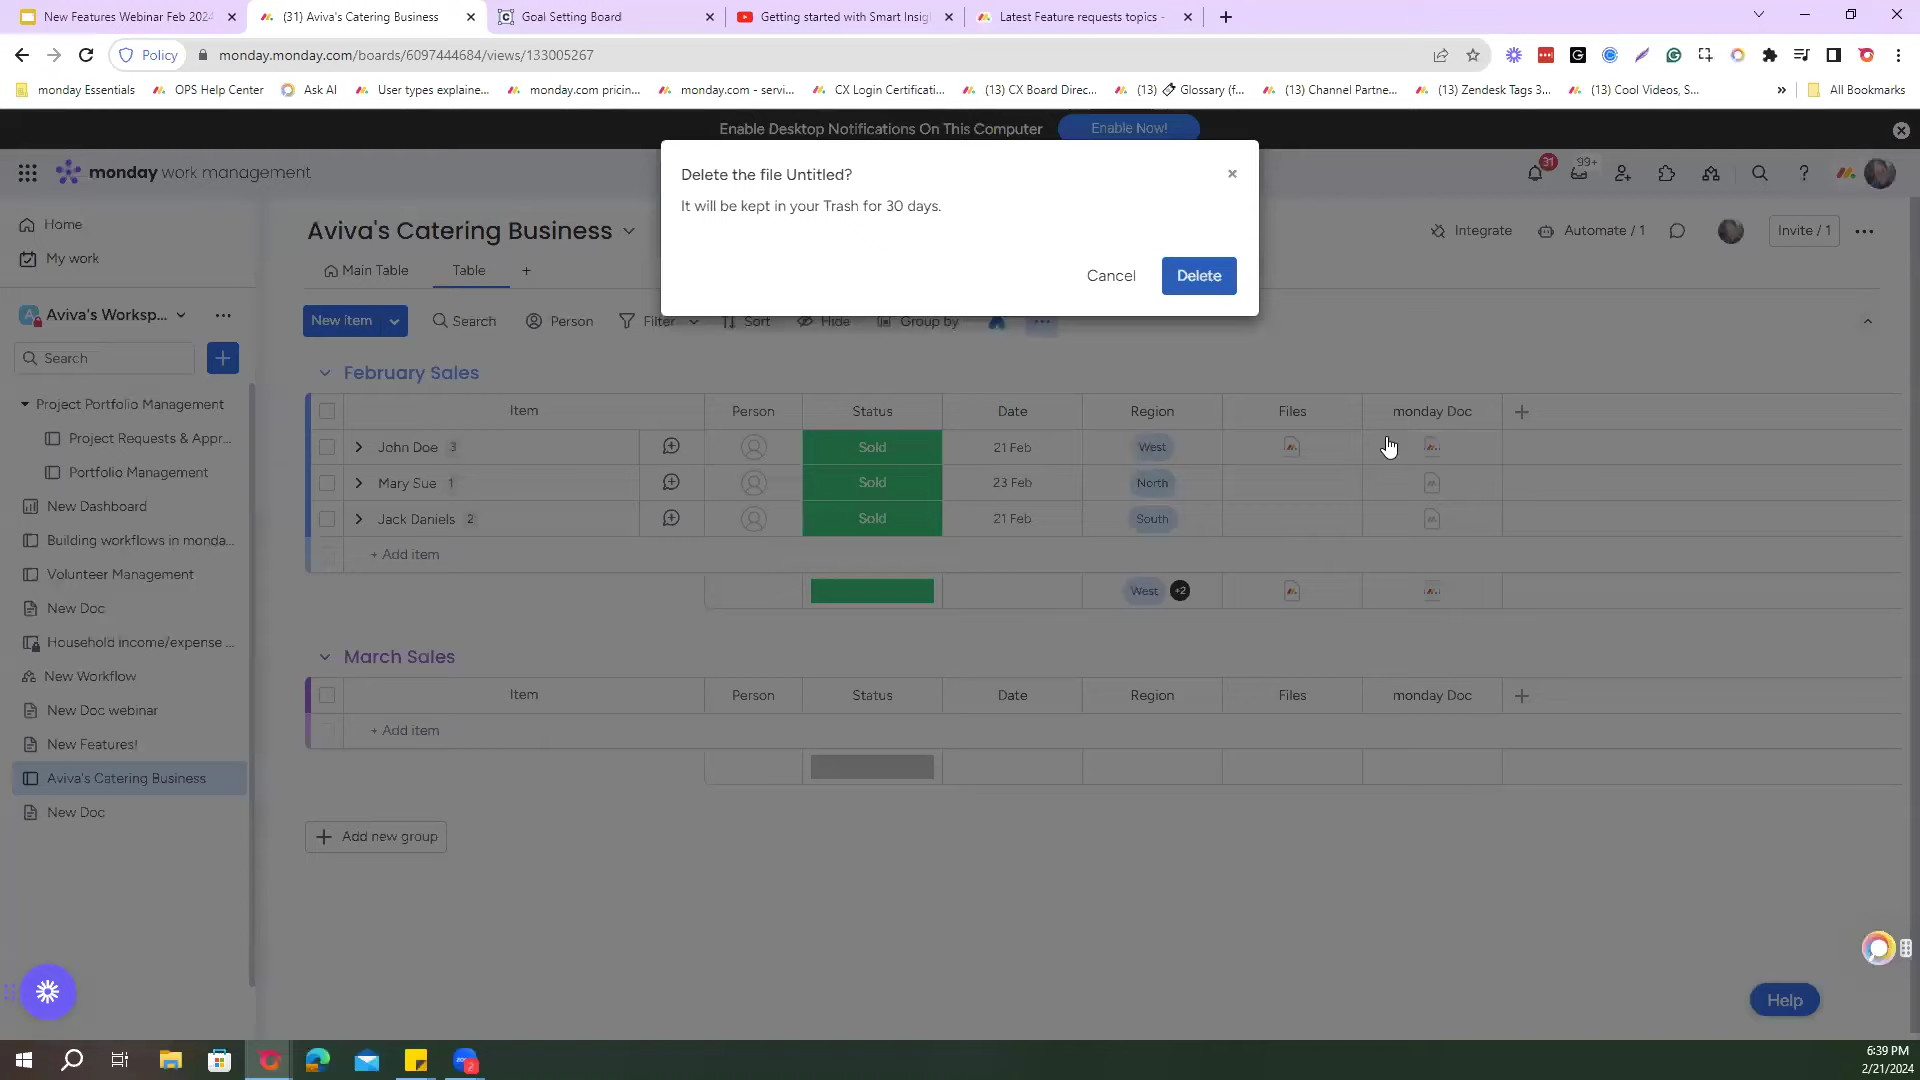 New Features Webinar Feb 2024
(31) Aviva's Catering Business
Goal Setting Board
Getting started with Smart Insig
Latest Feature requests topics -
Policy
monday.monday.com/boards/6097444684/views/133005267
monday Essentials
OPS Help Center
Ask AI
User types explaine...
monday.com pricin...
monday.com - servi...
CX Login Certificati...
(13) CX Board Direc...
(13) Glossary (f...
(13) Channel Partne...
(13) Zendesk Tags 3...
(13) Cool Videos, S...
»
All Bookmarks
Enable Desktop Notifications On This Computer
Enable Now!
monday work management
31
99+
Delete the file Untitled?
It will be kept in your Trash for 30 days.
Cancel
Delete
Home
My work
Aviva's Worksp...
Search
Project Portfolio Management
Project Requests & Appr...
Portfolio Management
New Dashboard
Building workflows in monda...
Volunteer Management
New Doc
Household income/expense ...
New Workflow
New Doc webinar
New Features!
Aviva's Catering Business
New Doc
Aviva's Catering Business
Integrate
Automate / 1
Invite / 1
Main Table
Table
+
New Item
Search
Person
Filter
Sort
Hide
Group by
February Sales
Item Person Status Date Region Files monday Doc
John Doe 3 Sold 21 Feb West
Mary Sue 1 Sold 23 Feb North
Jack Daniels 2 Sold 21 Feb South
+ Add item
West +2
March Sales
Item Person Status Date Region Files monday Doc
+ Add item
Add new group
Help
2
6:39 PM
2/21/2024